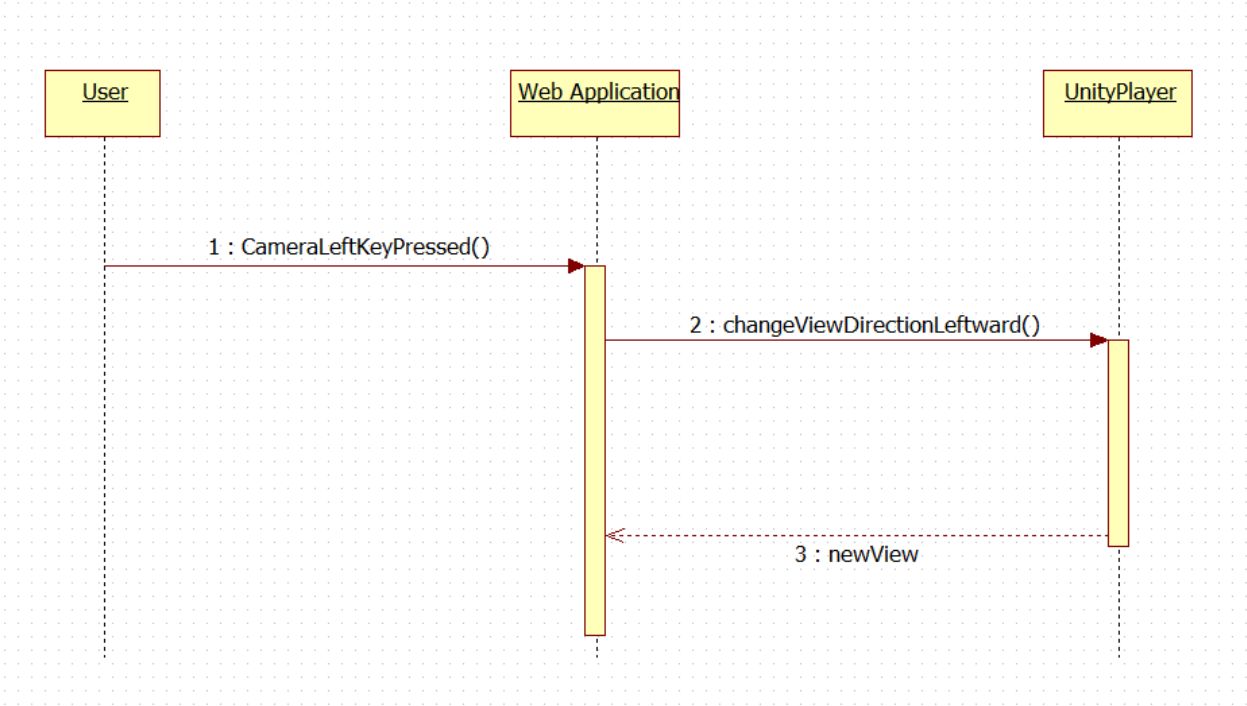 User
Web Application
UnityPlayer
1 : CameraLeftKeyPressed()
2 : changeViewDirectionLeftward()
3 : newView